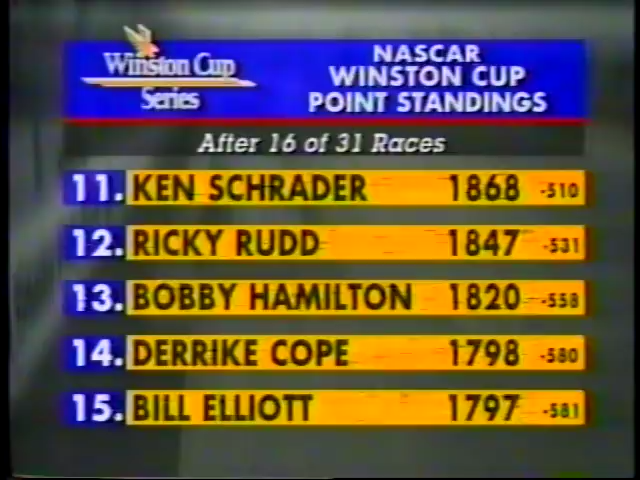 Winston Cup
Series
NASCAR
WINSTON CUP
POINT STANDINGS
After 16 of 31 Races
11. KEN SCHRADER 1868 -510
12. RICKY RUDD 1847 -531
13. BOBBY HAMILTON 1820 -558
14. DERRIKE COPE 1798 -580
15. BILL ELLIOTT 1797 -581